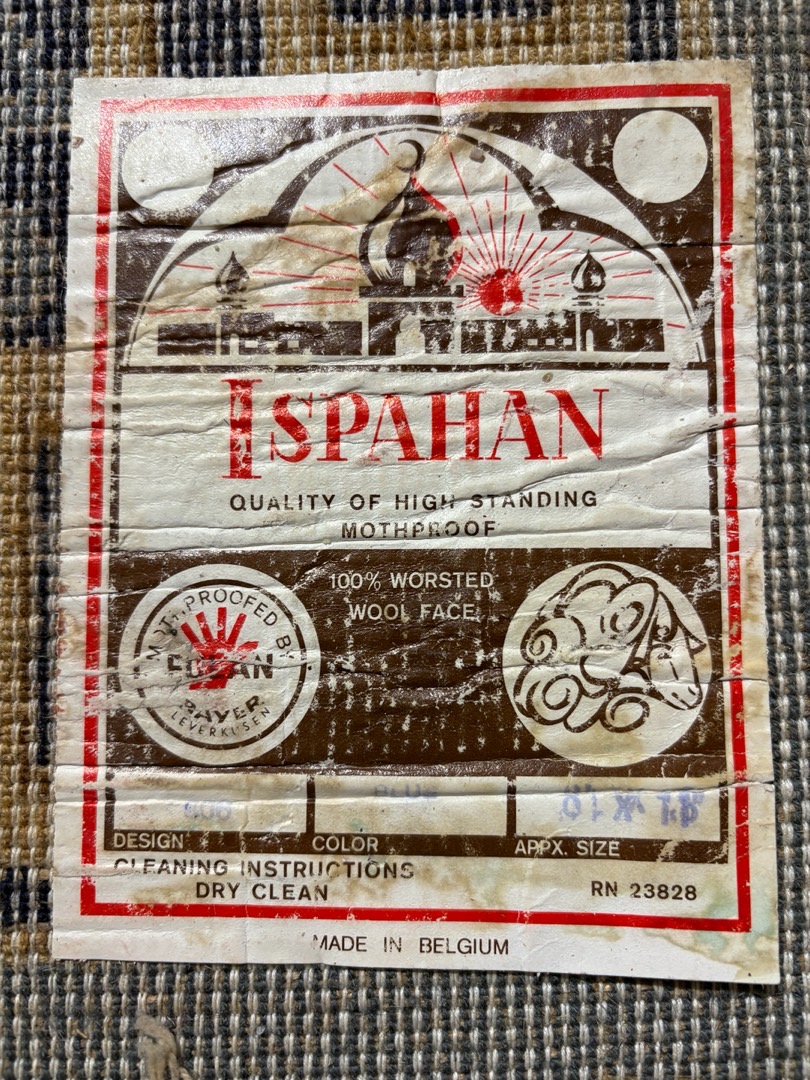 ISPAHAN
QUALITY OF HIGH STANDING
MOTHPROOF
100% WORSTED
WOOL FACE
MOTHPROOFED BY
EULAN
BAYER
LEVERKUSEN
BLUE
DESIGN
COLOR
APPX. SIZE
CLEANING INSTRUCTIONS
DRY CLEAN
RN 23828
MADE IN BELGIUM